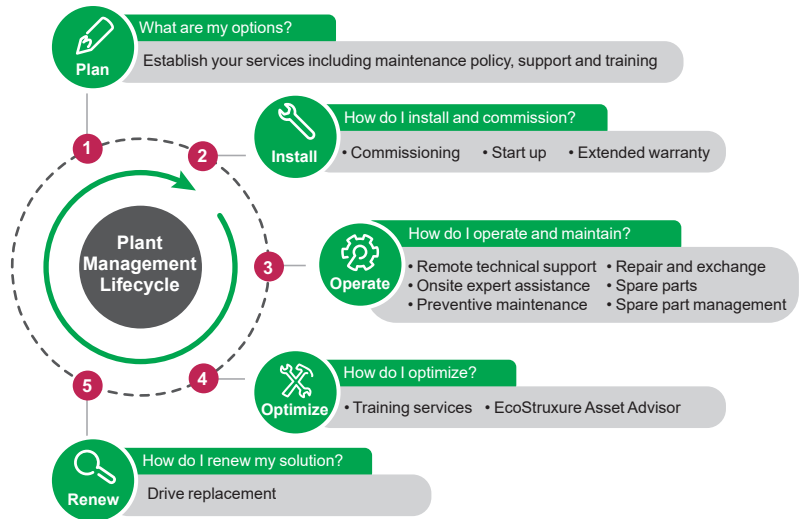 What are my options?
Plan
Establish your services including maintenance policy, support and training
1
2
How do I install and commission?
Install
• Commissioning • Start up • Extended warranty
Plant
Management
Lifecycle
3
How do I operate and maintain?
Operate
• Remote technical support • Repair and exchange
• Onsite expert assistance • Spare parts
• Preventive maintenance • Spare part management
4
How do I optimize?
Optimize
• Training services • EcoStruxure Asset Advisor
5
How do I renew my solution?
Renew
Drive replacement